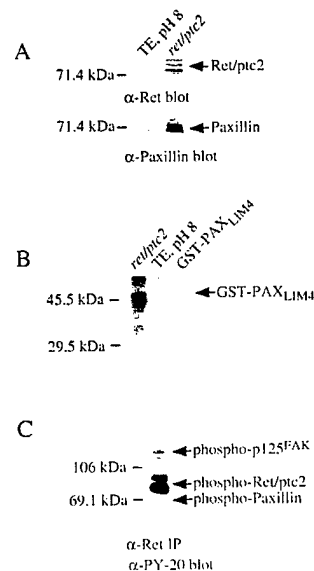 A
TE, pH 8
ret/ptc2
Ret/ptc2
71.4 kDa
α-Ret blot
71.4 kDa
Paxillin
α-Paxillin blot
B
ret/ptc2
TE, pH 8
GST-PAXLIM4
45.5 kDa
GST-PAXLIM4
29.5 kDa
C
phospho-p125FAK
106 kDa
phospho-Ret/ptc2
69.1 kDa
phospho-Paxillin
α-Ret IP
α-PY-20 blot